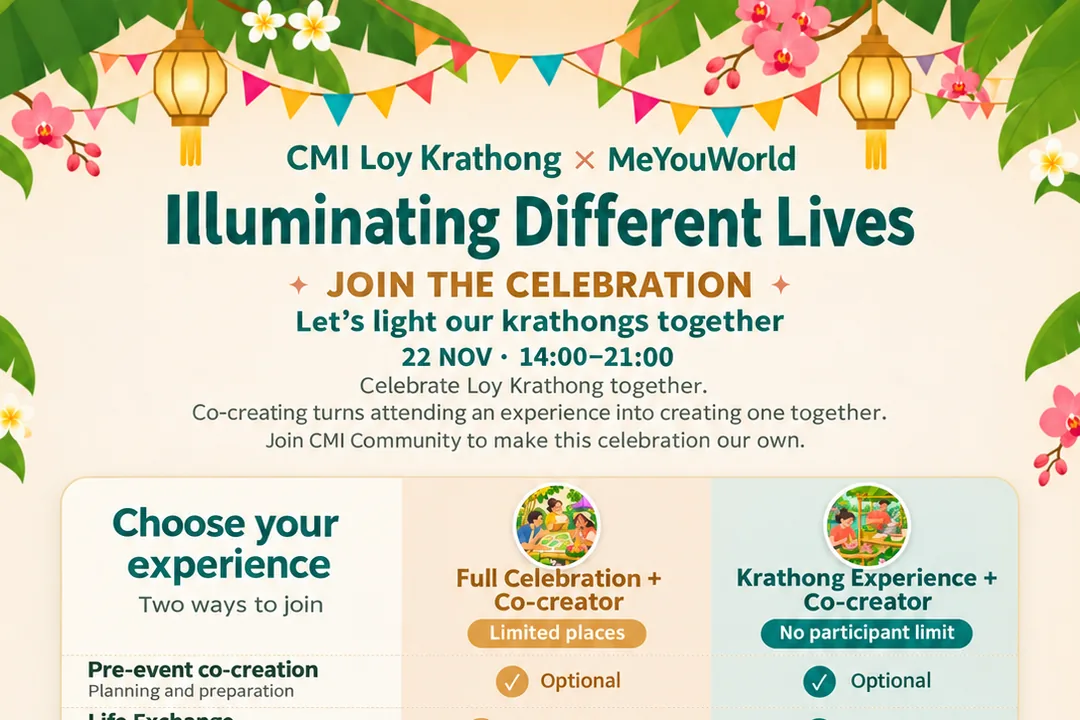 CMI Loy Krathong × MeYouWorld
Illuminating Different Lives
JOIN THE CELEBRATION
Let's light our krathongs together
22 NOV · 14:00–21:00
Celebrate Loy Krathong together.
Co-creating turns attending an experience into creating one together.
Join CMI Community to make this celebration our own.
Choose your
experience
Two ways to join
Full Celebration +
Co-creator
Limited places
Krathong Experience +
Co-creator
No participant limit
Pre-event co-creation
Planning and preparation
Optional
Optional
Life Exchange